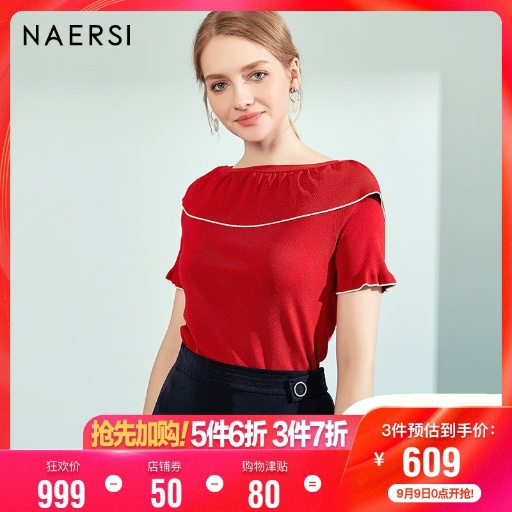 NAERSI
抢先加购! 5件6折 3件7折
3件预估到手价:
¥ 609
9月9日0点开抢!
狂欢价 店铺券 购物津贴
999 - 50 - 80 =